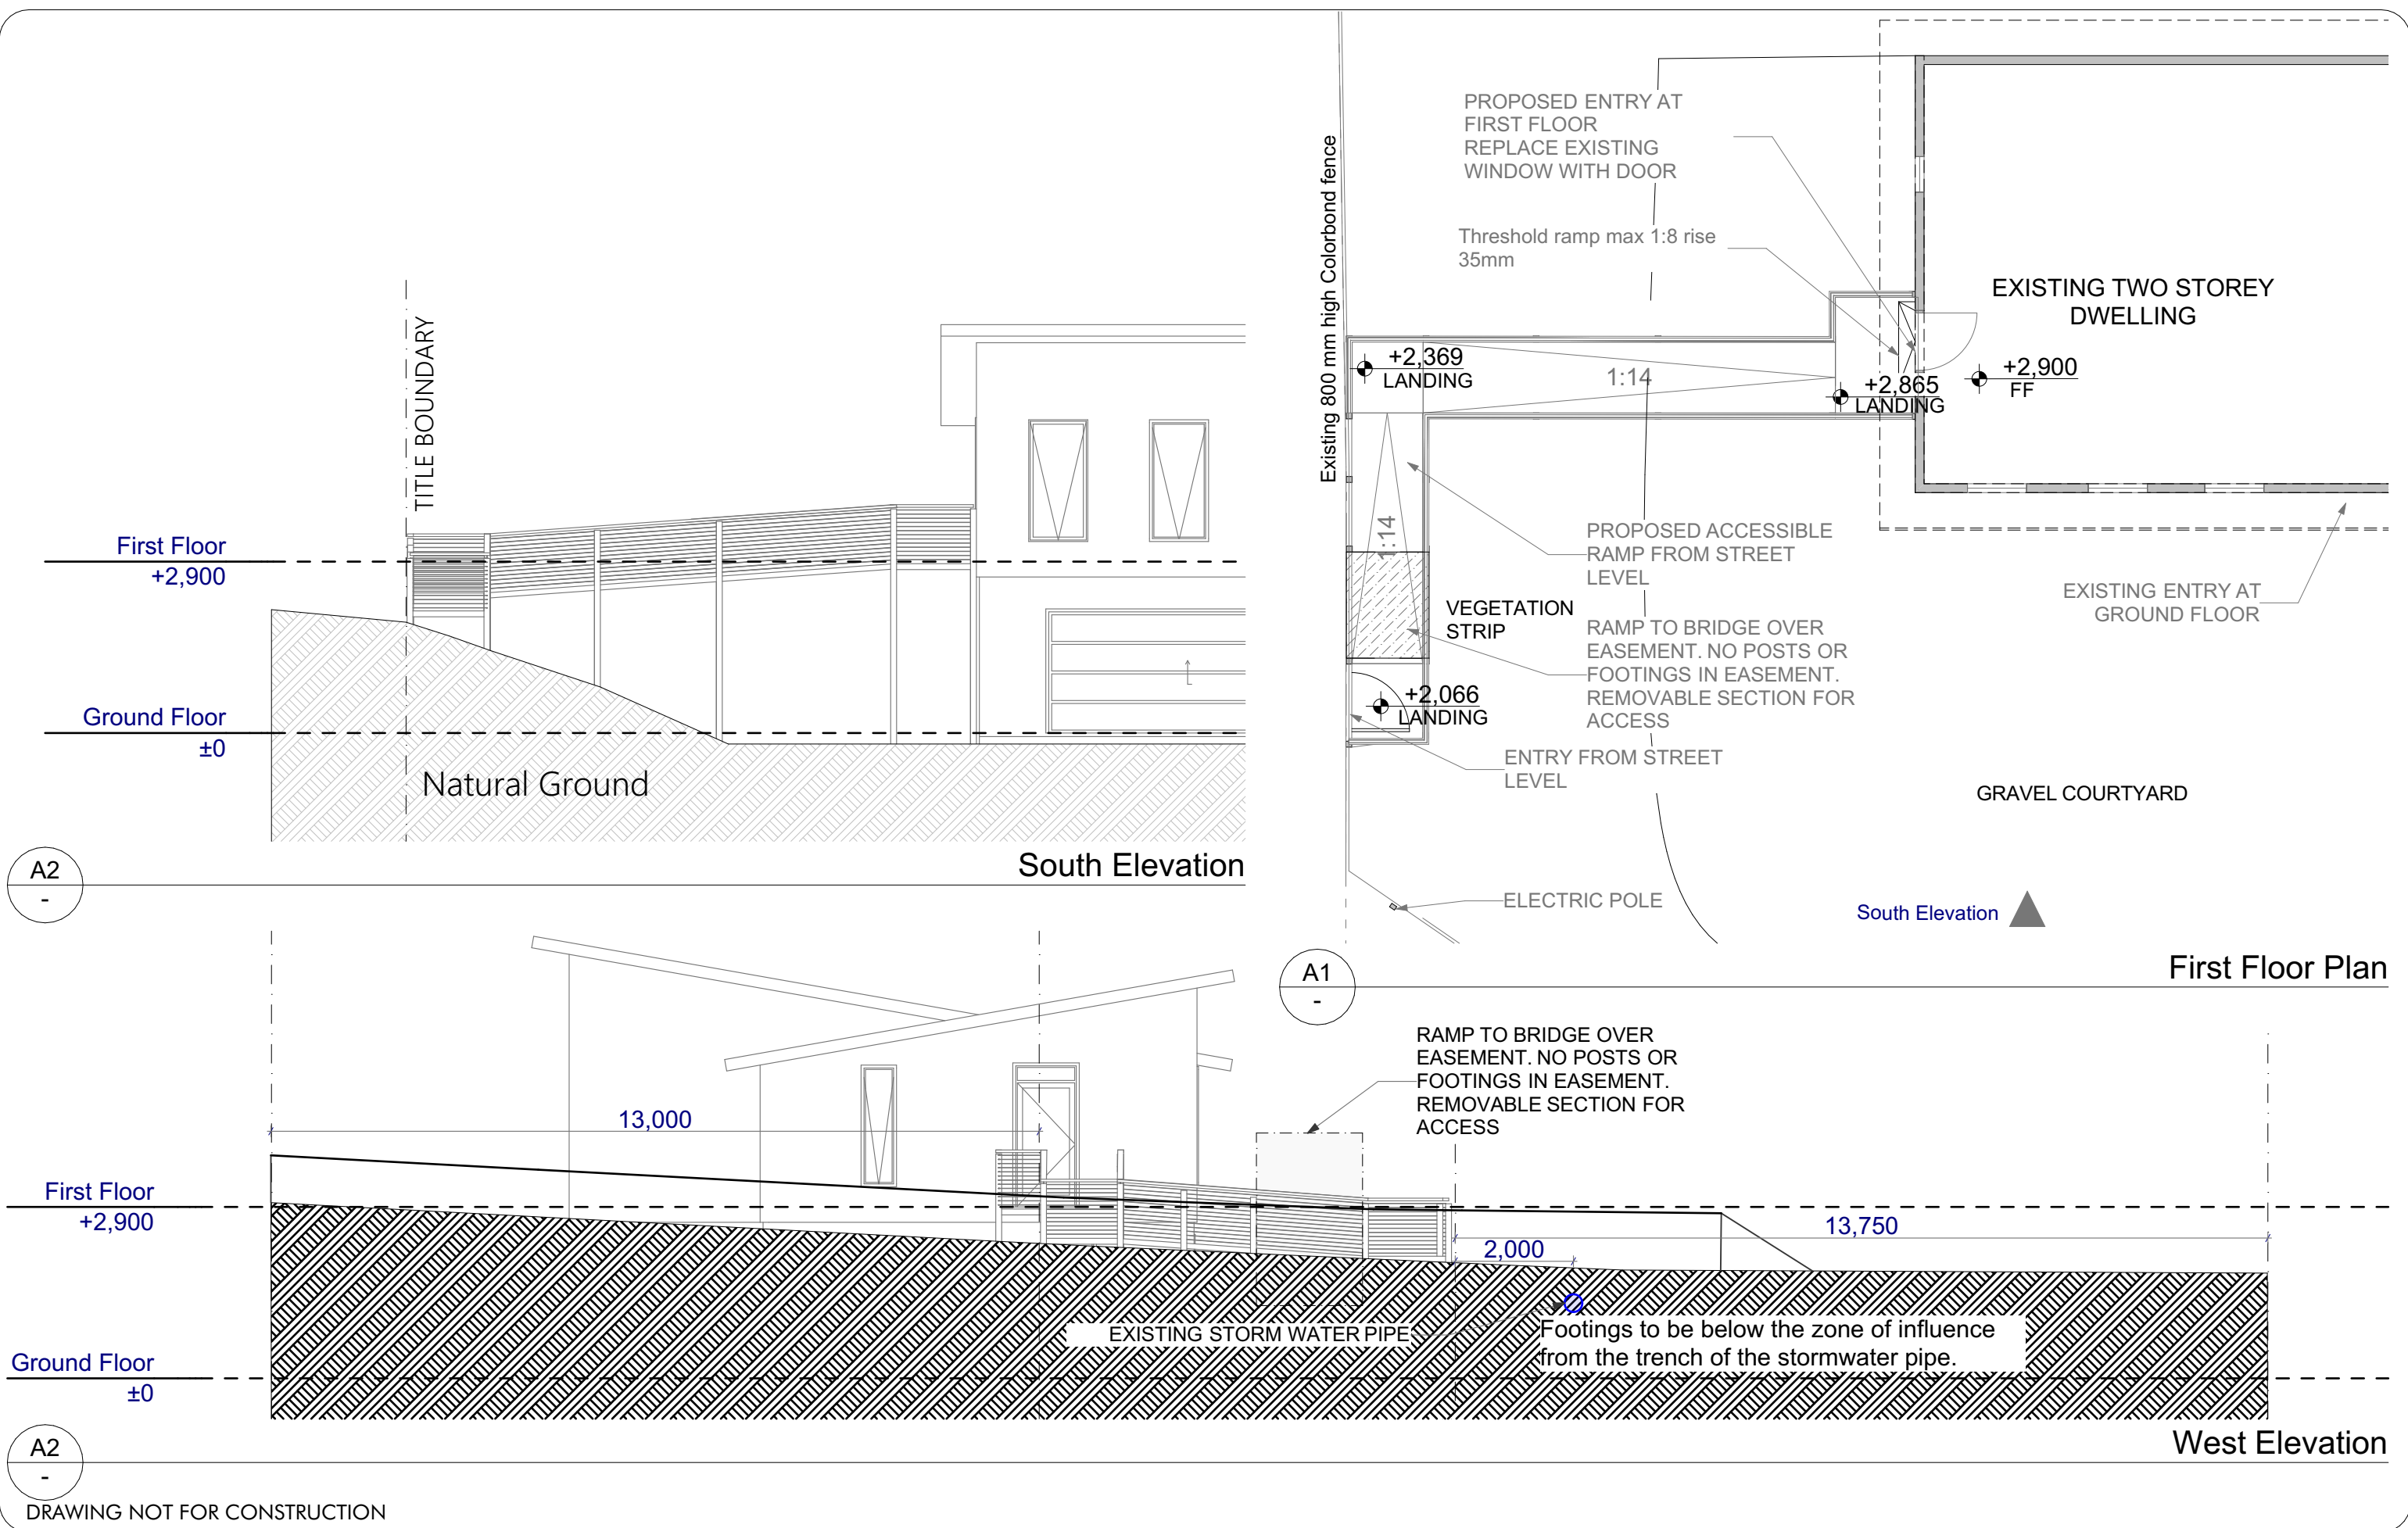 TITLE BOUNDARY
First Floor
+2,900
Ground Floor
±0
Natural Ground
A2
-
South Elevation
Existing 800 mm high Colorbond fence
PROPOSED ENTRY AT
FIRST FLOOR
REPLACE EXISTING
WINDOW WITH DOOR
Threshold ramp max 1:8 rise
35mm
EXISTING TWO STOREY
DWELLING
+2,369
LANDING
1:14
+2,865
LANDING
+2,900
FF
1:14
PROPOSED ACCESSIBLE
RAMP FROM STREET
LEVEL
VEGETATION
STRIP
EXISTING ENTRY AT
GROUND FLOOR
RAMP TO BRIDGE OVER
EASEMENT. NO POSTS OR
FOOTINGS IN EASEMENT.
REMOVABLE SECTION FOR
ACCESS
+2,066
LANDING
ENTRY FROM STREET
LEVEL
GRAVEL COURTYARD
ELECTRIC POLE
South Elevation
A1
-
First Floor Plan
RAMP TO BRIDGE OVER
EASEMENT. NO POSTS OR
FOOTINGS IN EASEMENT.
REMOVABLE SECTION FOR
ACCESS
13,000
First Floor
+2,900
13,750
2,000
EXISTING STORM WATER PIPE
Footings to be below the zone of influence
from the trench of the stormwater pipe.
Ground Floor
±0
A2
-
West Elevation
DRAWING NOT FOR CONSTRUCTION